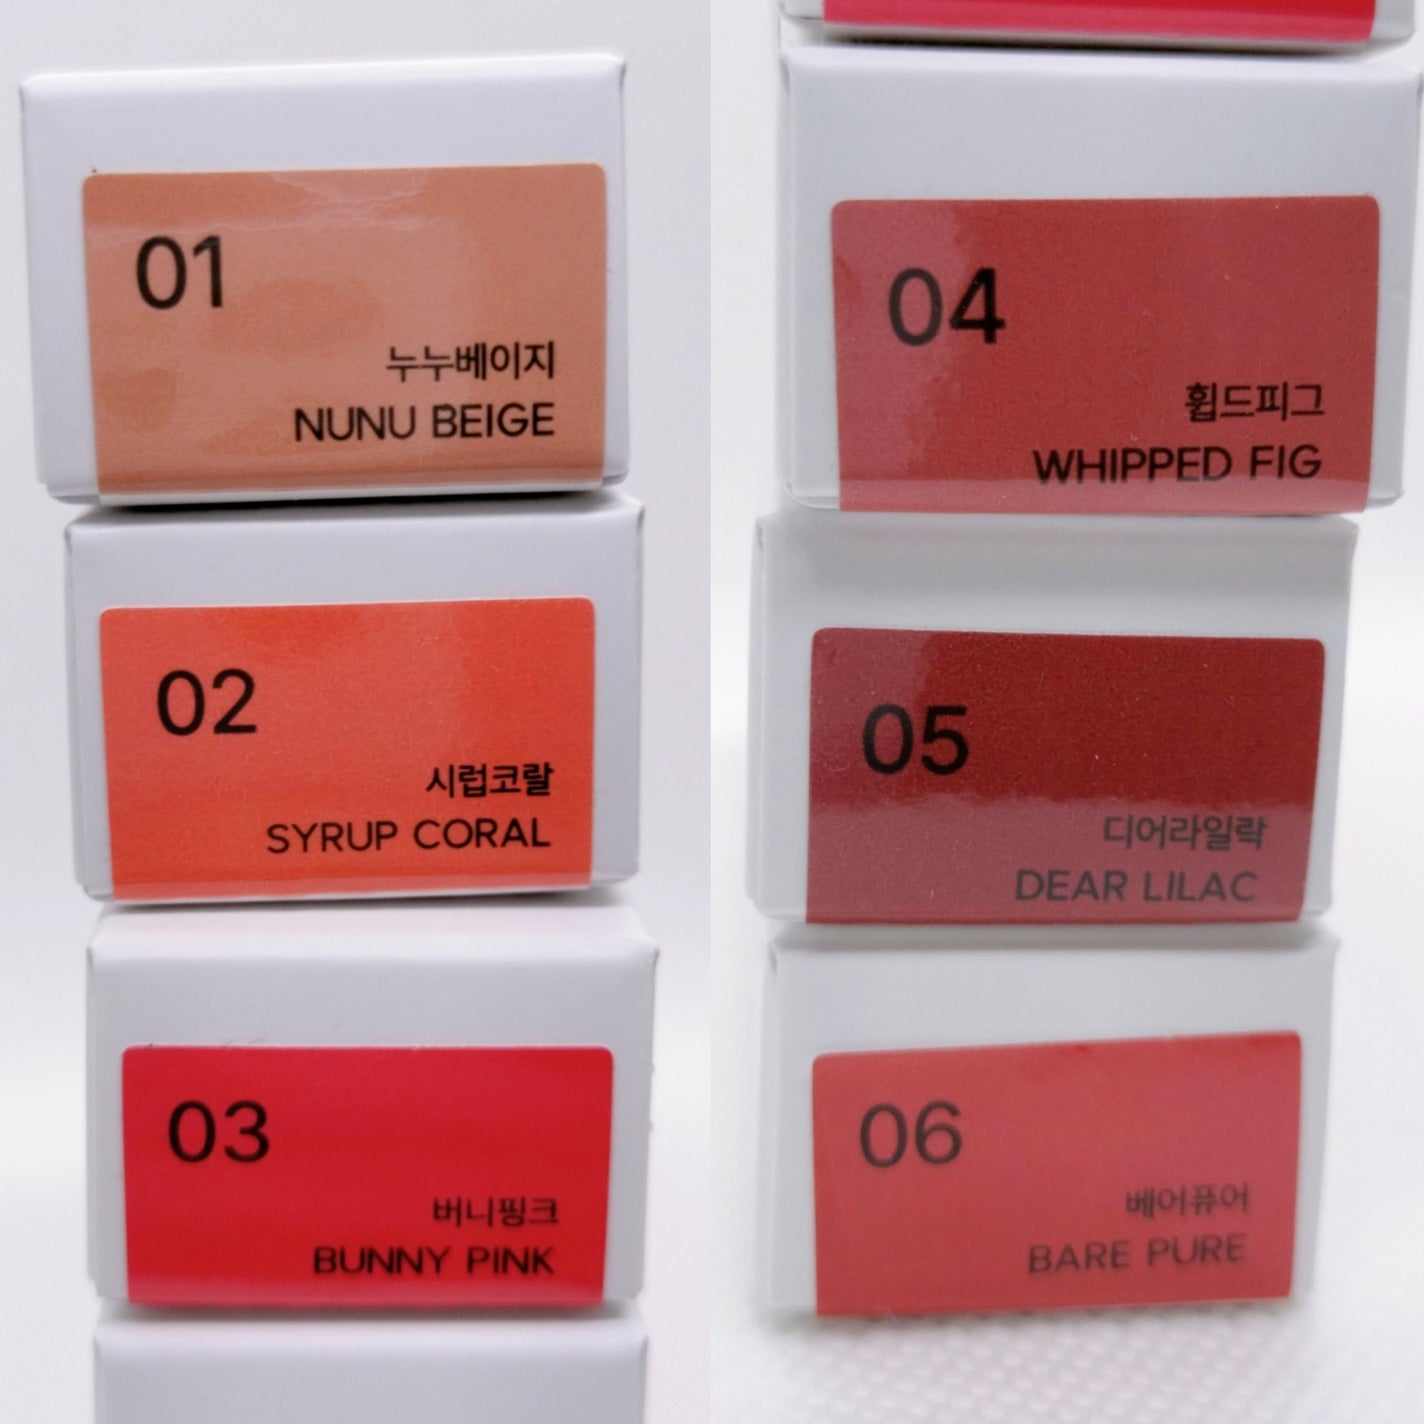 01
누누베이지
NUNU BEIGE
02
시럽코랄
SYRUP CORAL
03
버니핑크
BUNNY PINK
04
휩드피그
WHIPPED FIG
05
디어라일락
DEAR LILAC
06
베어퓨어
BARE PURE